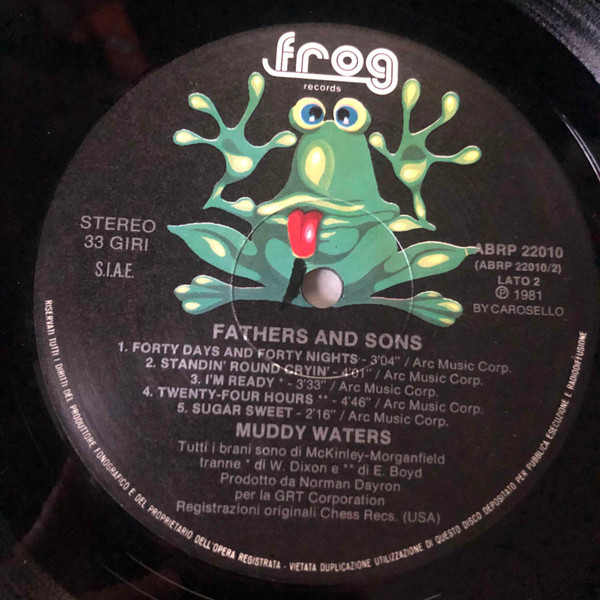 frog
records
STEREO
33 GIRI
S.I.A.E.
ABRP 22010
(ABRP 22010/2)
LATO 2
℗ 1981
BY CAROSELLO
FATHERS AND SONS
1. FORTY DAYS AND FORTY NIGHTS - 3'04" / Arc Music Corp.
2. STANDIN' ROUND CRYIN' - 4'01" / Arc Music Corp.
3. I'M READY * - 3'33" / Arc Music Corp.
4. TWENTY-FOUR HOURS ** - 4'46" / Arc Music Corp.
5. SUGAR SWEET - 2'16" / Arc Music Corp.
MUDDY WATERS
Tutti i brani sono di McKinley-Morganfield
tranne * di W. Dixon e ** di E. Boyd
Prodotto da Norman Dayron
per la GRT Corporation
Registrazioni originali Chess Recs. (USA)
RISERVATI TUTTI I DIRITTI DEL PRODUTTORE FONOGRAFICO E DEL PROPRIETARIO DELL'OPERA REGISTRATA - VIETATA DUPLICAZIONE UTILIZZAZIONE DI QUESTO DISCO DEPOSITATO PER PUBBLICA ESECUZIONE E RADIODIFFUSIONE